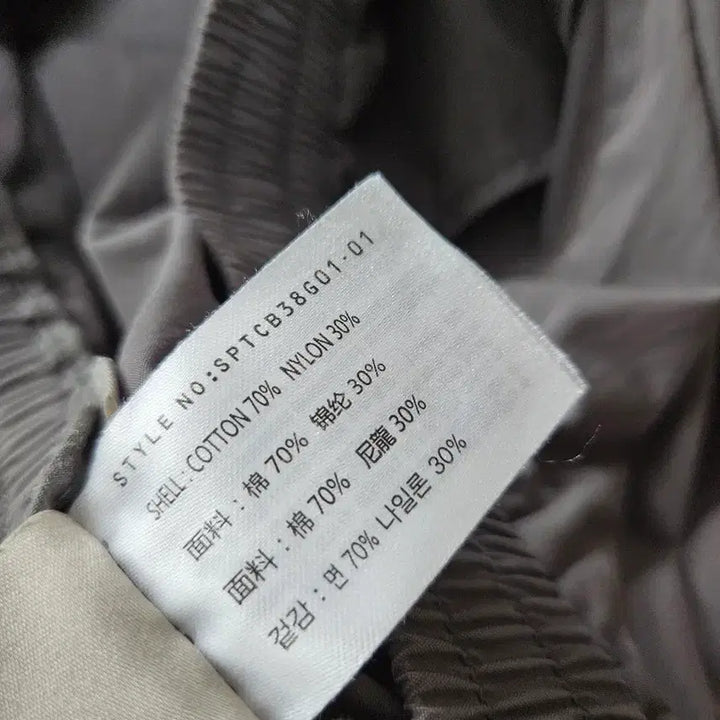 STYLE NO:SPTCB38G01-01
SHELL: COTTON 70% NYLON 30%
面料：棉 70% 锦纶 30%
面料：棉 70% 尼龍 30%
겉감 : 면 70% 나일론 30%